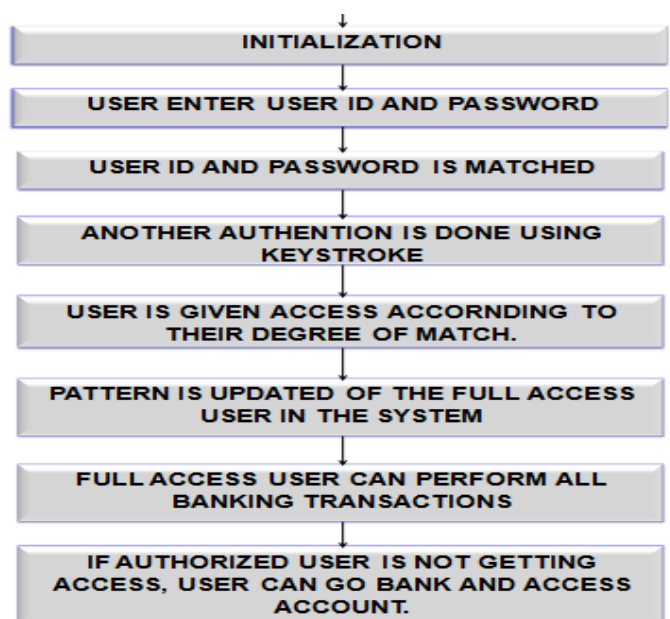 INITIALIZATION
USER ENTER USER ID AND PASSWORD
USER ID AND PASSWORD IS MATCHED
ANOTHER AUTHENTION IS DONE USING
KEYSTROKE
USER IS GIVEN ACCESS ACCORNDING TO
THEIR DEGREE OF MATCH.
PATTERN IS UPDATED OF THE FULL ACCESS
USER IN THE SYSTEM
FULL ACCESS USER CAN PERFORM ALL
BANKING TRANSACTIONS
IF AUTHORIZED USER IS NOT GETTING
ACCESS, USER CAN GO BANK AND ACCESS
ACCOUNT.